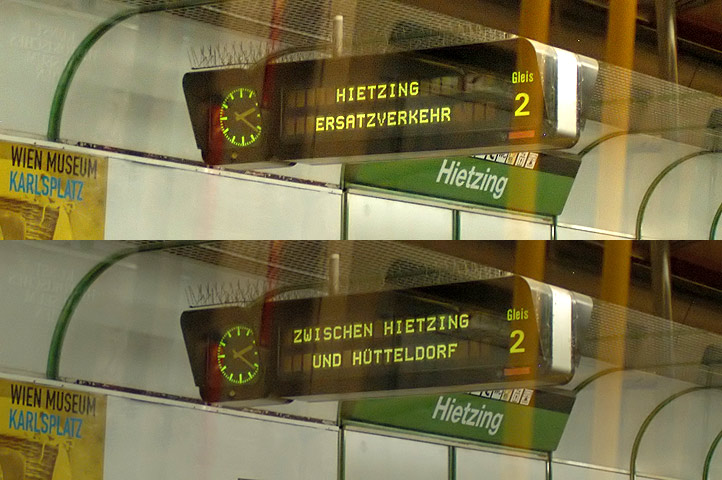 HIETZING
ERSATZVERKEHR
Gleis
2
Hietzing
WIEN MUSEUM
KARLSPLATZ
ZWISCHEN HIETZING
UND HÜTTELDORF
Gleis
2
Hietzing
WIEN MUSEUM
KARLSPLATZ